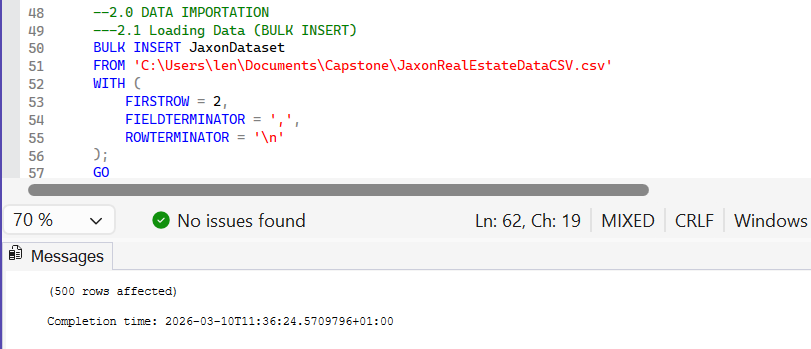 48 --2.0 DATA IMPORTATION
49 ---2.1 Loading Data (BULK INSERT)
50 BULK INSERT JaxonDataset
51 FROM 'C:\Users\len\Documents\Capstone\JaxonRealEstateDataCSV.csv'
52 WITH (
53 FIRSTROW = 2,
54 FIELDTERMINATOR = ',',
55 ROWTERMINATOR = '\n'
56 );
57 GO
70 % No issues found Ln: 62, Ch: 19 MIXED CRLF Windows
Messages
(500 rows affected)
Completion time: 2026-03-10T11:36:24.5709796+01:00